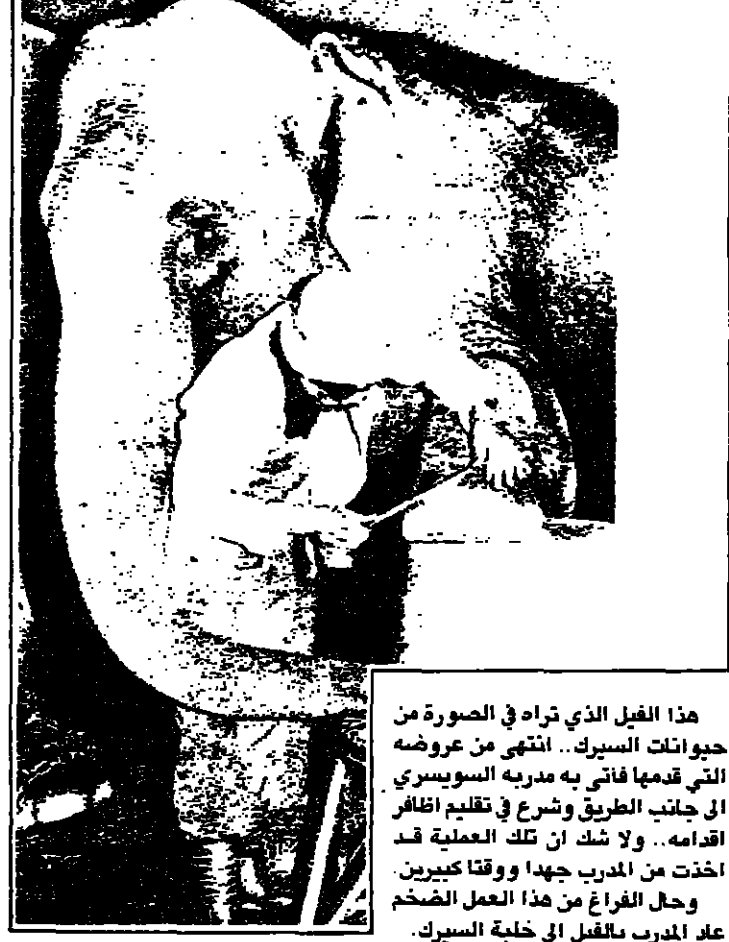 هذا الفيل الذي تراه في الصورة من
حيوانات السيرك.. انتهى من عروضه
التي قدمها فأتى به مدربه السويسري
الى جانب الطريق وشرع في تقليم اظافر
اقدامه.. ولا شك ان تلك العملية قد
اخذت من المدرب جهدا ووقتا كبيرين.
وحال الفراغ من هذا العمل الضخم
عاد المدرب بالفيل الى خلية السيرك.